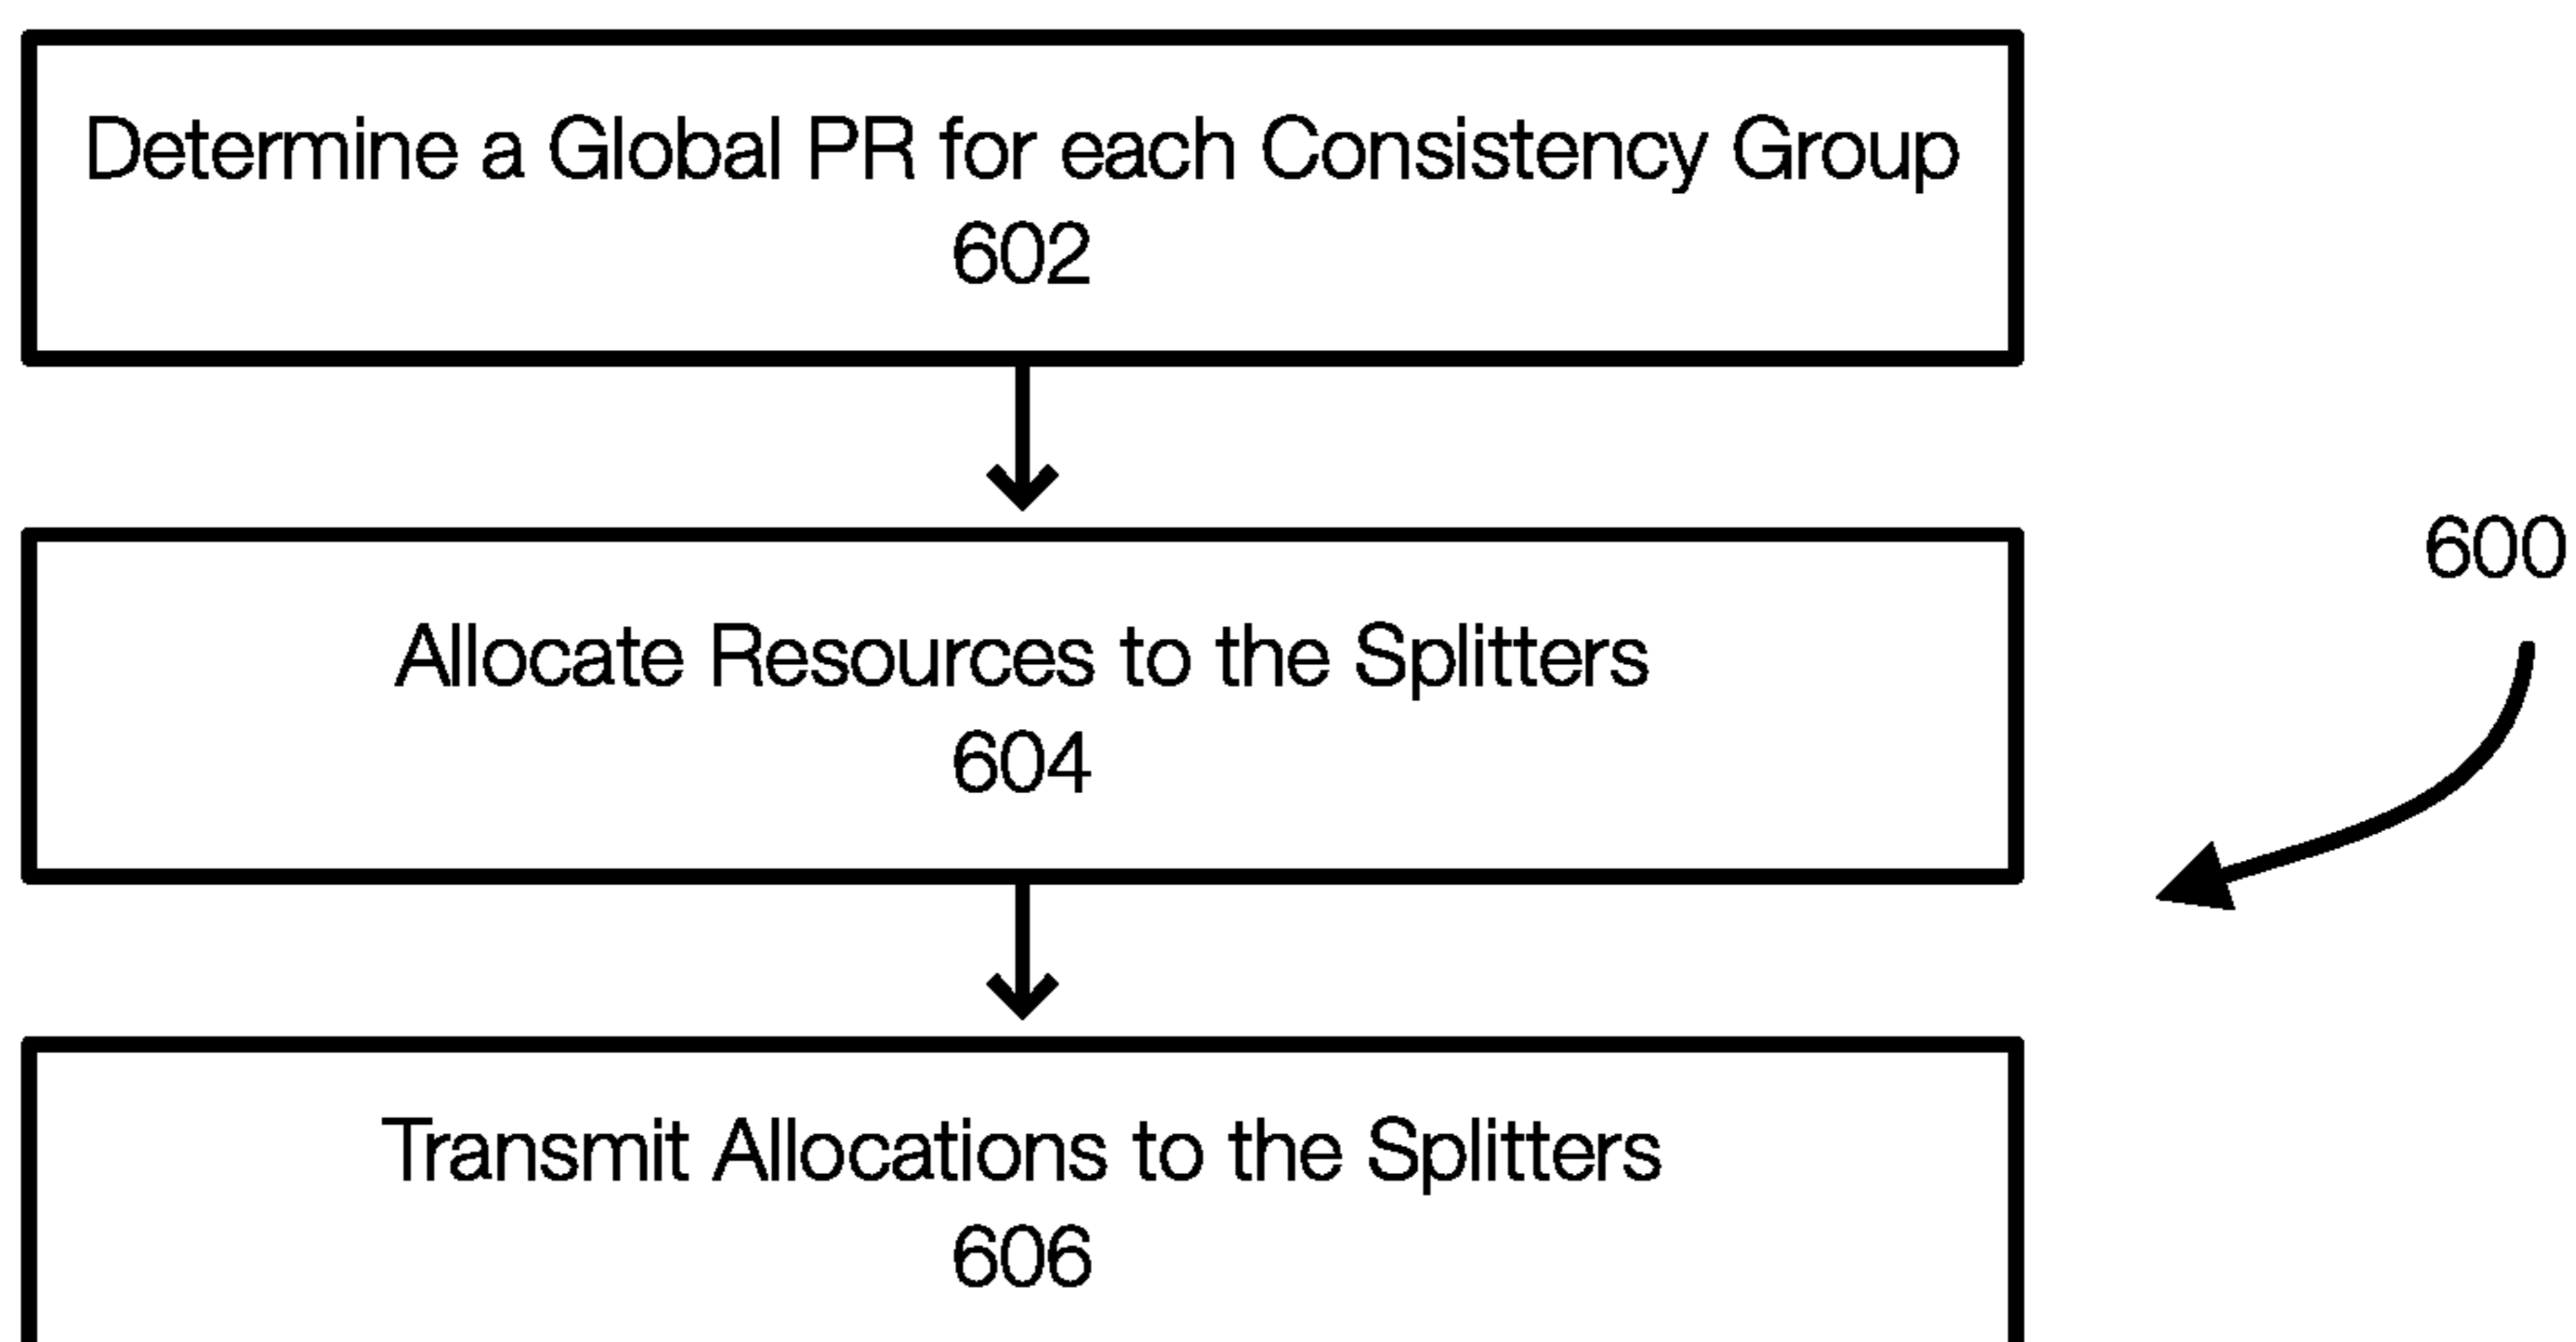 Determine a Global PR for each Consistency Group
602
Allocate Resources to the Splitters
604
600
Transmit Allocations to the Splitters
606